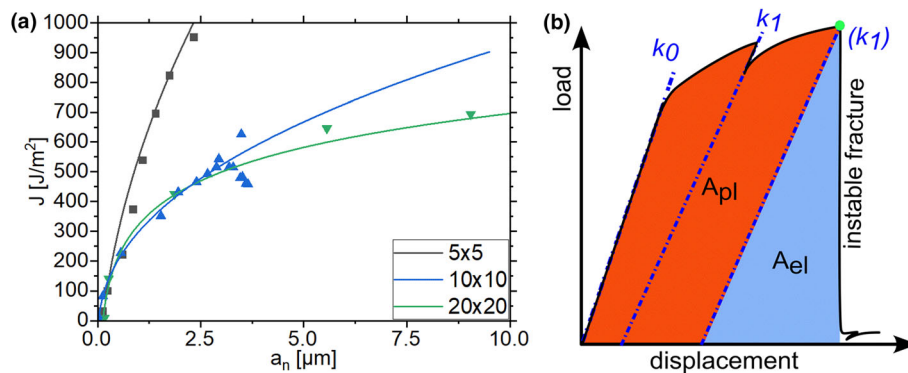 (a)
J [J/m²]
1000
900
800
700
600
500
400
300
200
100
0
0.0 2.5 5.0 7.5 10.0
aₙ [µm]
5x5
10x10
20x20
(b)
load
k0
k1
(k1)
Apl
Ael
instable fracture
displacement